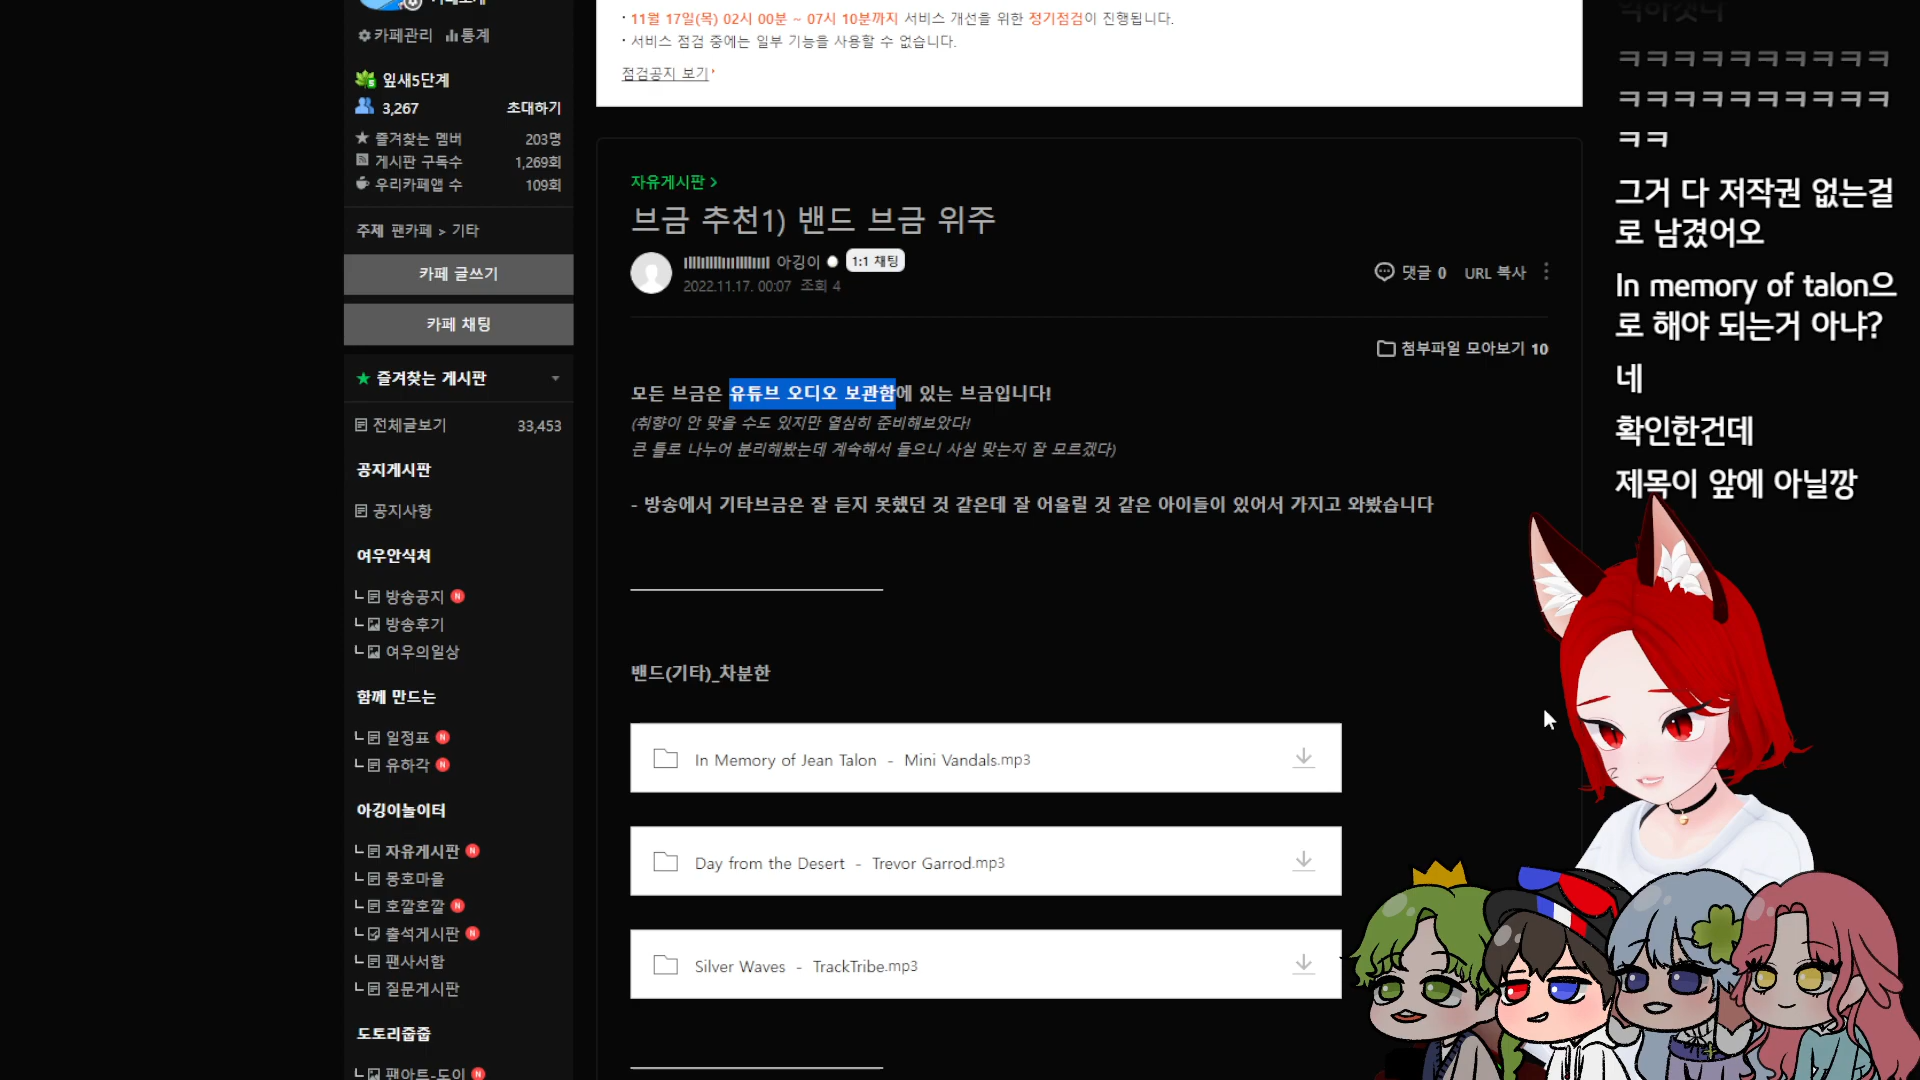 카페관리 통계
잎새5단계
3,267 초대하기
즐겨찾는 멤버 203명
게시판 구독수 1,269회
우리카페앱 수 109회
주제 팬카페 > 기타
카페 글쓰기
카페 채팅
즐겨찾는 게시판
전체글보기 33,453
공지게시판
공지사항
여우안식처
방송공지 N
방송후기
여우의일상
함께 만드는
일정표 N
유하각 N
아깅이놀이터
자유게시판 N
몽호마을
호깔호깔 N
출석게시판 N
팬사서함
질문게시판
도토리줍줍
팬아트-도이 N
· 11월 17일(목) 02시 00분 ~ 07시 10분까지 서비스 개선을 위한 정기점검이 진행됩니다.
· 서비스 점검 중에는 일부 기능을 사용할 수 없습니다.
점검공지 보기
자유게시판 >
브금 추천1) 밴드 브금 위주
아깅이 1:1 채팅
2022.11.17. 00:07 조회 4
댓글 0 URL 복사
첨부파일 모아보기 10
모든 브금은 유튜브 오디오 보관함에 있는 브금입니다!
(취향이 안 맞을 수도 있지만 열심히 준비해보았다!
큰 틀로 나누어 분리해봤는데 계속해서 들으니 사실 맞는지 잘 모르겠다)
- 방송에서 기타브금은 잘 듣지 못했던 것 같은데 잘 어울릴 것 같은 아이들이 있어서 가지고 와봤습니다
밴드(기타)_차분한
In Memory of Jean Talon - Mini Vandals.mp3
Day from the Desert - Trevor Garrod.mp3
Silver Waves - TrackTribe.mp3
ㅋㅋㅋㅋㅋㅋㅋㅋㅋㅋ
ㅋㅋㅋㅋㅋㅋㅋㅋㅋㅋ
ㅋㅋ
그거 다 저작권 없는걸
로 남겼어오
In memory of talon으
로 해야 되는거 아냐?
네
확인한건데
제목이 앞에 아닐깡